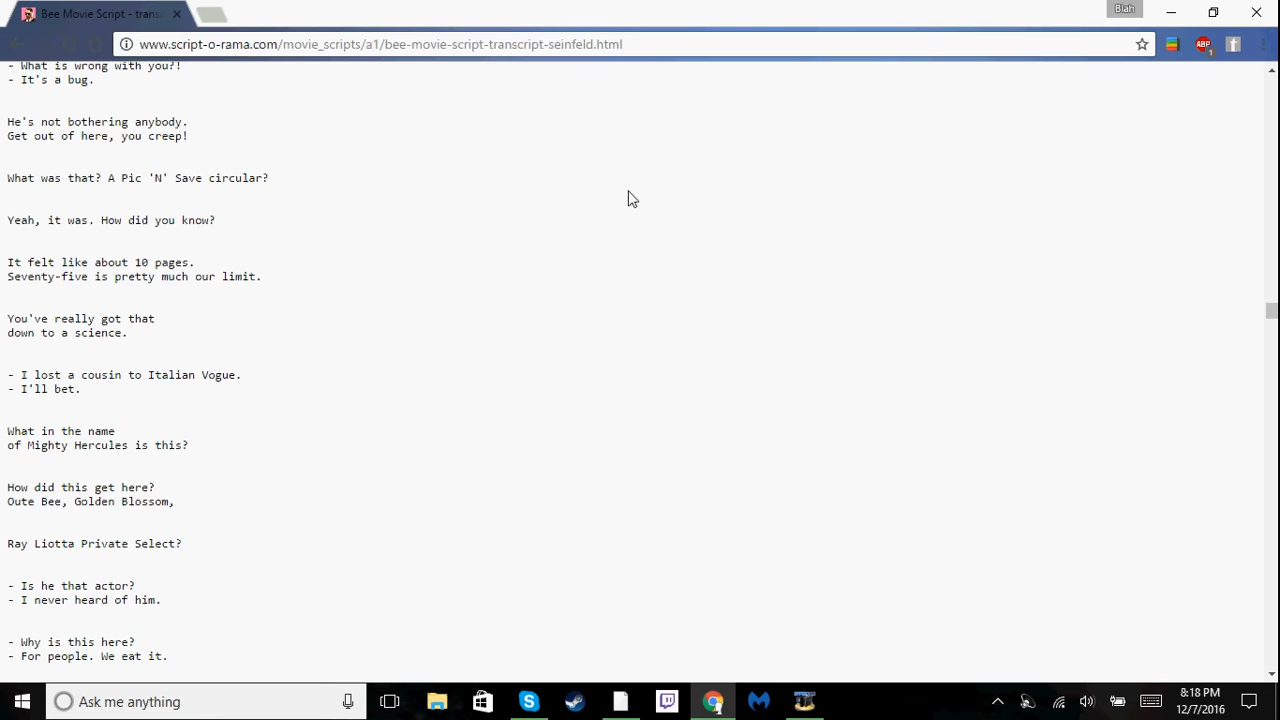 Bee Movie Script - trans
Blah
www.script-o-rama.com/movie_scripts/a1/bee-movie-script-transcript-seinfeld.html
ABP
1
- What is wrong with you?!
- It's a bug.
He's not bothering anybody.
Get out of here, you creep!
What was that? A Pic 'N' Save circular?
Yeah, it was. How did you know?
It felt like about 10 pages.
Seventy-five is pretty much our limit.
You've really got that
down to a science.
- I lost a cousin to Italian Vogue.
- I'll bet.
What in the name
of Mighty Hercules is this?
How did this get here?
Oute Bee, Golden Blossom,
Ray Liotta Private Select?
- Is he that actor?
- I never heard of him.
- Why is this here?
- For people. We eat it.
Ask me anything
8:18 PM
12/7/2016